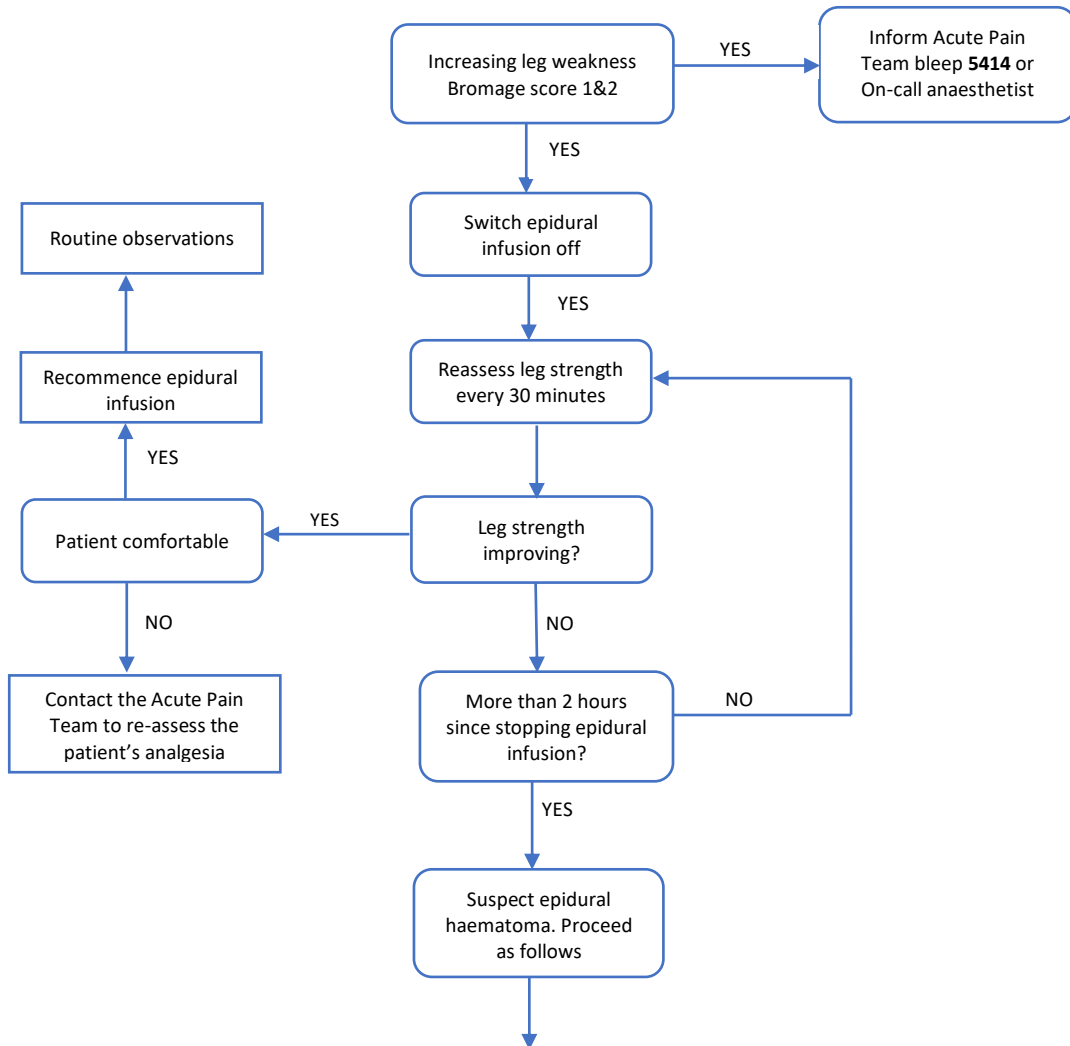 Increasing leg weakness
Bromage score 1&2
YES
Inform Acute Pain
Team bleep 5414 or
On-call anaesthetist
YES
Switch epidural
infusion off
Routine observations
YES
Reassess leg strength
every 30 minutes
Recommence epidural
infusion
YES
Leg strength
improving?
YES
Patient comfortable
NO
NO
Contact the Acute Pain
Team to re-assess the
patient’s analgesia
More than 2 hours
since stopping epidural
infusion?
NO
YES
Suspect epidural
haematoma. Proceed
as follows